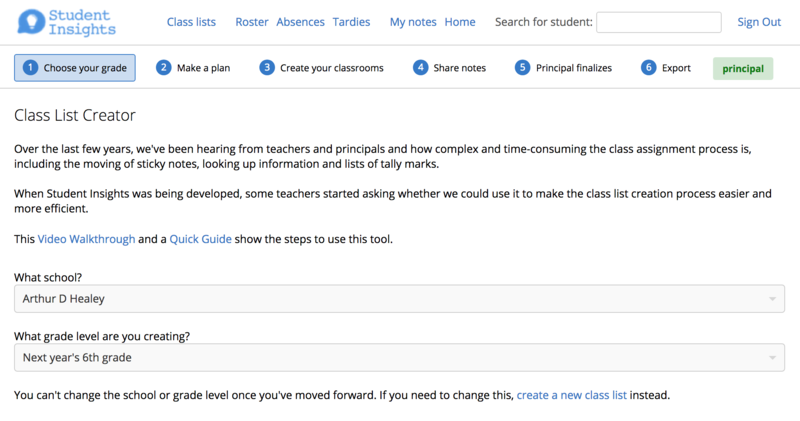 Student Insights
Class lists Roster Absences Tardies My notes Home Search for student: Sign Out
1 Choose your grade 2 Make a plan 3 Create your classrooms 4 Share notes 5 Principal finalizes 6 Export principal
Class List Creator
Over the last few years, we've been hearing from teachers and principals and how complex and time-consuming the class assignment process is,
including the moving of sticky notes, looking up information and lists of tally marks.
When Student Insights was being developed, some teachers started asking whether we could use it to make the class list creation process easier and
more efficient.
This Video Walkthrough and a Quick Guide show the steps to use this tool.
What school?
Arthur D Healey
What grade level are you creating?
Next year's 6th grade
You can't change the school or grade level once you've moved forward. If you need to change this, create a new class list instead.